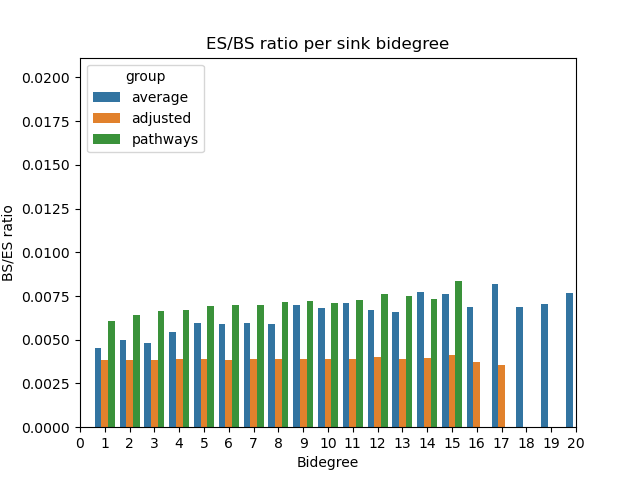 ES/BS ratio per sink bidegree
group
average
adjusted
pathways
BS/ES ratio
0.0200
0.0175
0.0150
0.0125
0.0100
0.0075
0.0050
0.0025
0.0000
0 1 2 3 4 5 6 7 8 9 10 11 12 13 14 15 16 17 18 19 20
Bidegree